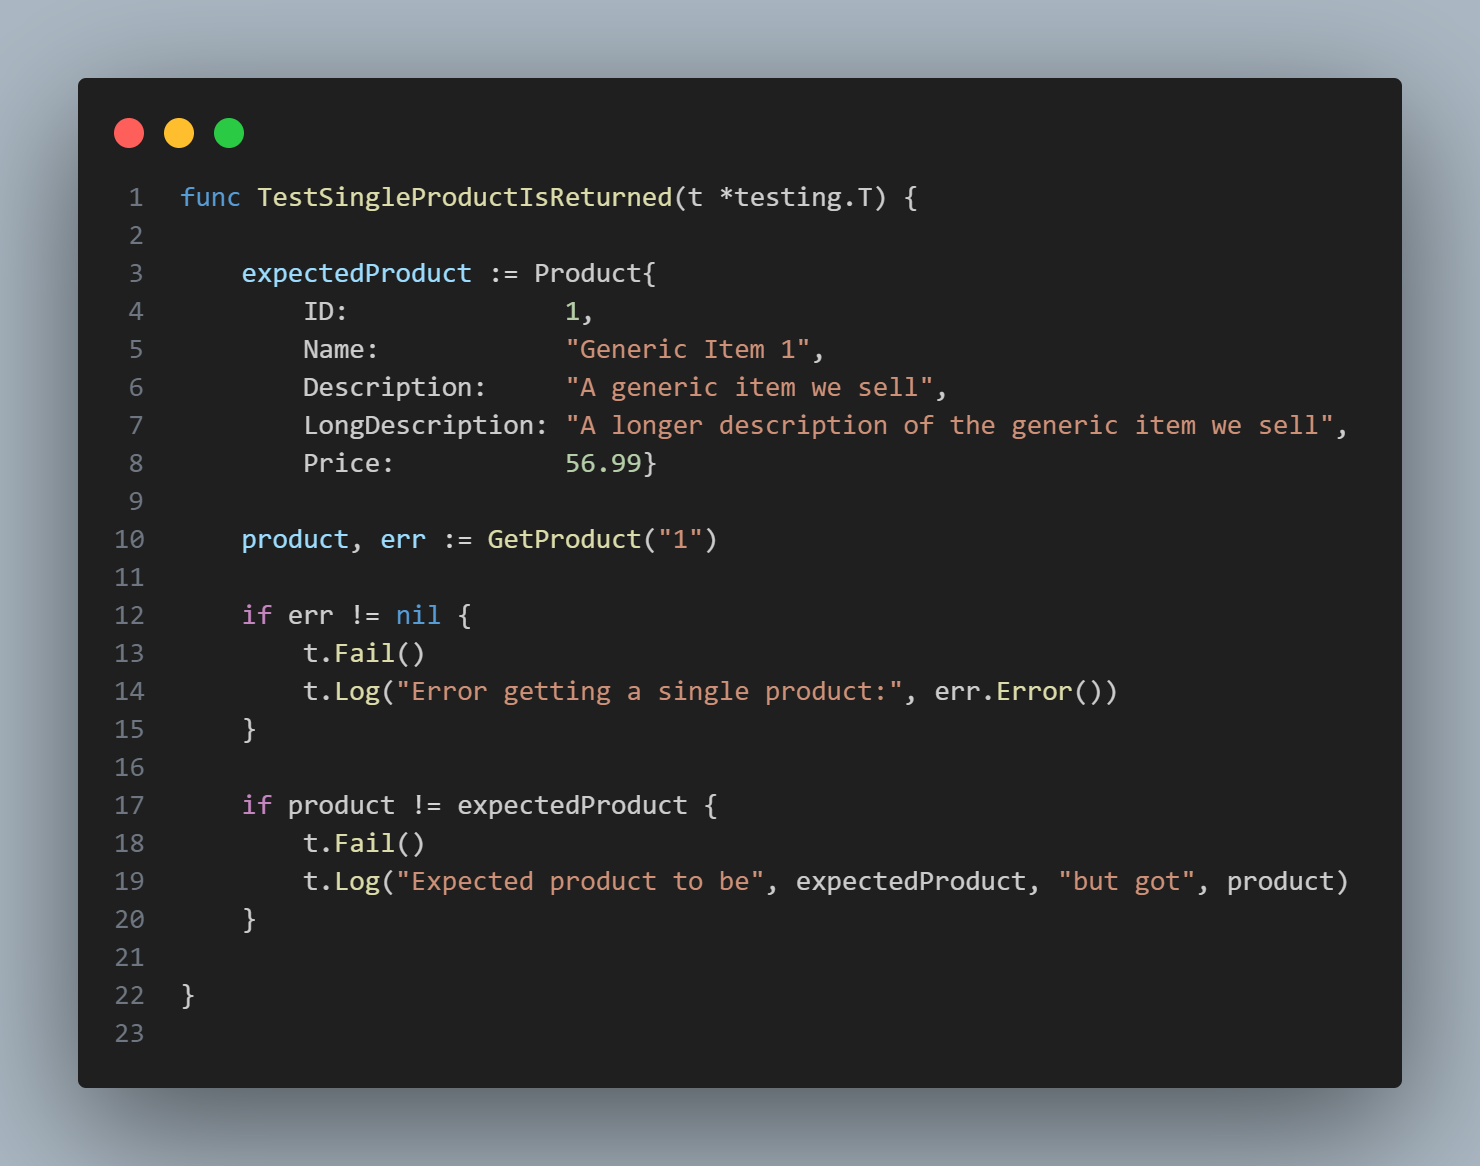 1 func TestSingleProductIsReturned(t *testing.T) {
2
3     expectedProduct := Product{
4         ID:              1,
5         Name:            "Generic Item 1",
6         Description:     "A generic item we sell",
7         LongDescription: "A longer description of the generic item we sell",
8         Price:           56.99}
9
10     product, err := GetProduct("1")
11
12     if err != nil {
13         t.Fail()
14         t.Log("Error getting a single product:", err.Error())
15     }
16
17     if product != expectedProduct {
18         t.Fail()
19         t.Log("Expected product to be", expectedProduct, "but got", product)
20     }
21
22 }
23